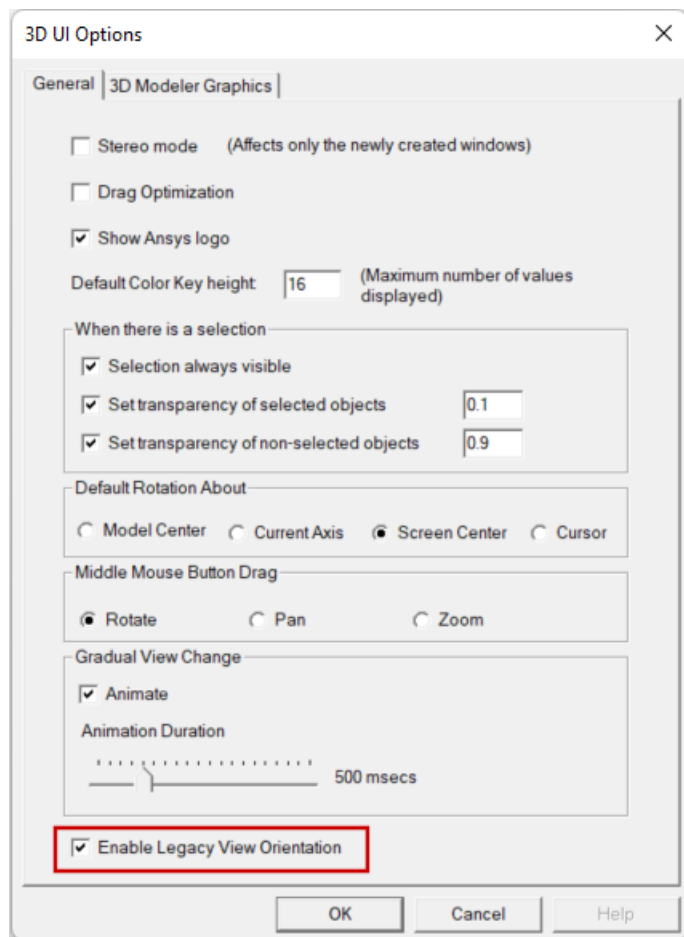 3D UI Options
General 3D Modeler Graphics
Stereo mode (Affects only the newly created windows)
Drag Optimization
Show Ansys logo
Default Color Key height: 16 (Maximum number of values
displayed)
When there is a selection
Selection always visible
Set transparency of selected objects 0.1
Set transparency of non-selected objects 0.9
Default Rotation About
Model Center Current Axis Screen Center Cursor
Middle Mouse Button Drag
Rotate Pan Zoom
Gradual View Change
Animate
Animation Duration
500 msecs
Enable Legacy View Orientation
OK Cancel Help